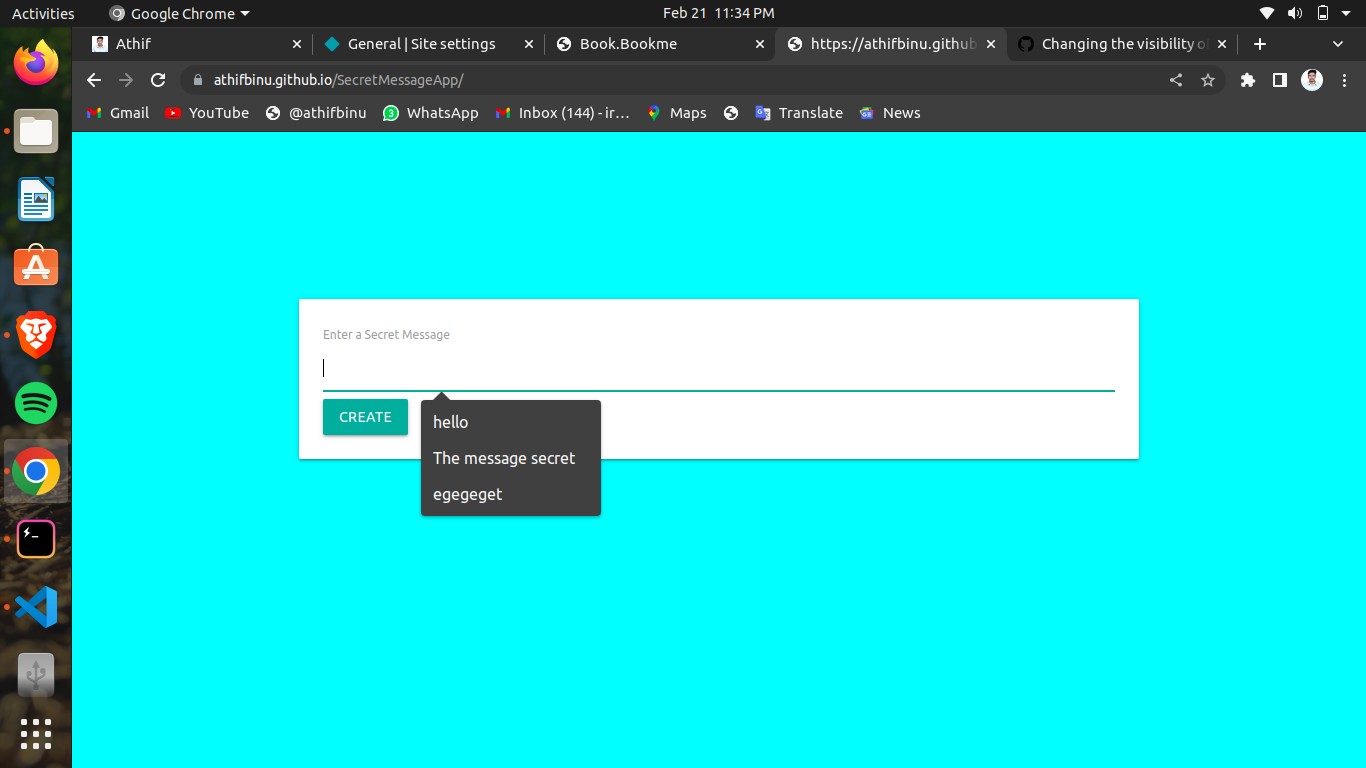 Activities Google Chrome Feb 21 11:34 PM
Athif General | Site settings Book.Bookme https://athifbinu.github Changing the visibility of
athifbinu.github.io/SecretMessageApp/
Gmail YouTube @athifbinu 3 WhatsApp Inbox (144) - ir… Maps Translate News
Enter a Secret Message
CREATE
hello
The message secret
egegeget